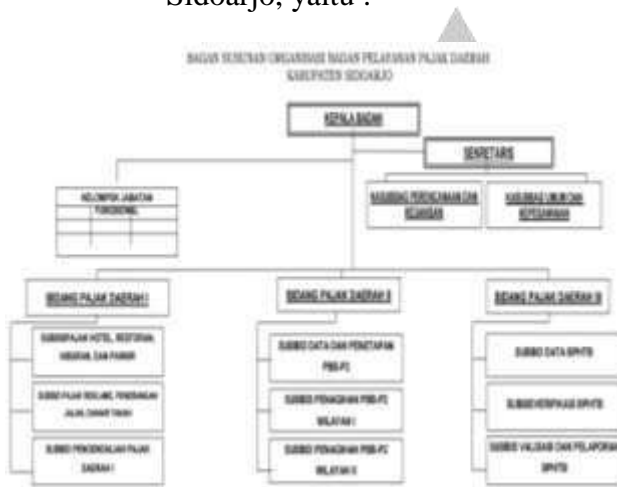 Sidoarjo, yaitu :
BAGAN SUSUNAN ORGANISASI BADAN PELAYANAN PAJAK DAERAH
KABUPATEN SIDOARJO
KEPALA BADAN
SEKRETARIS
KELOMPOK JABATAN
FUNGSIONAL
KASUBBAG PERENCANAAN DAN
KEUANGAN
KASUBBAG UMUM DAN
KEPEGAWAIAN
BIDANG PAJAK DAERAH I
SUBBID PAJAK HOTEL, RESTORAN,
HIBURAN, DAN PARKIR
SUBBID PAJAK REKLAME, PENERANGAN
JALAN, DAN AIR TANAH
SUBBID PENGENDALIAN PAJAK
DAERAH I
BIDANG PAJAK DAERAH II
SUBBID DATA DAN PENETAPAN
PBB-P2
SUBBID PENAGIHAN PBB-P2
WILAYAH I
SUBBID PENAGIHAN PBB-P2
WILAYAH II
BIDANG PAJAK DAERAH III
SUBBID DATA BPHTB
SUBBID VERIFIKASI BPHTB
SUBBID VALIDASI DAN PELAPORAN
BPHTB